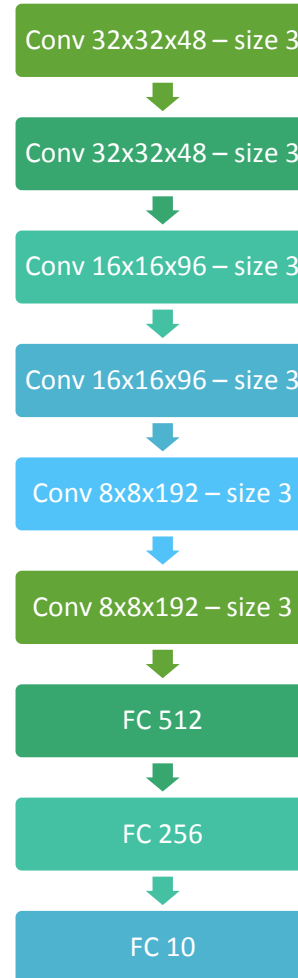 Conv 32x32x48 – size 3
Conv 32x32x48 – size 3
Conv 16x16x96 – size 3
Conv 16x16x96 – size 3
Conv 8x8x192 – size 3
Conv 8x8x192 – size 3
FC 512
FC 256
FC 10